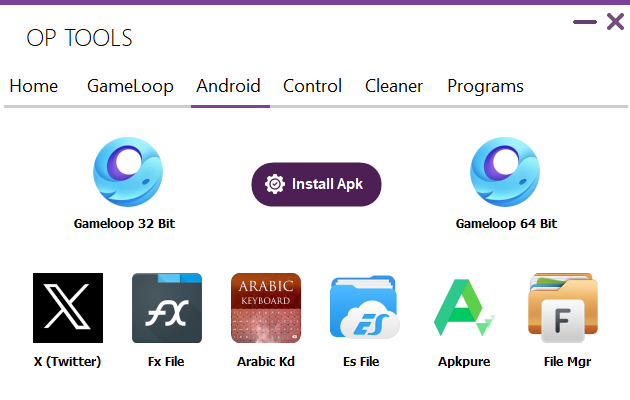 OP TOOLS
Home GameLoop Android Control Cleaner Programs
Install Apk
Gameloop 32 Bit Gameloop 64 Bit
X fx ARABIC KEYBOARD ES A F
X (Twitter) Fx File Arabic Kd Es File Apkpure File Mgr